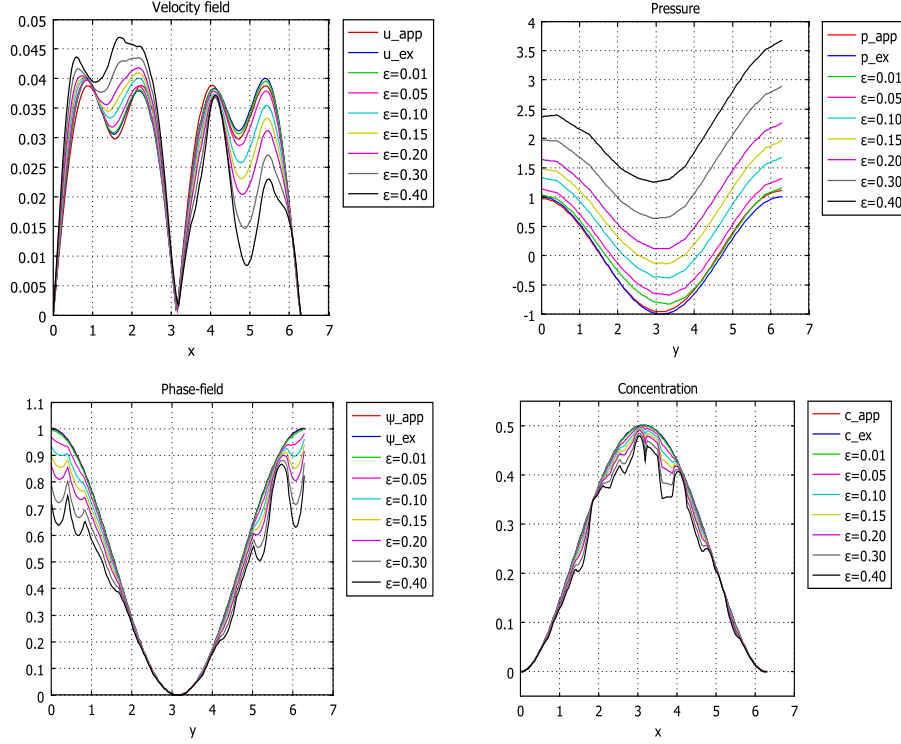 Velocity field
0.05
0.045
0.04
0.035
0.03
0.025
0.02
0.015
0.01
0.005
0
0 1 2 3 4 5 6 7
x
u_app
u_ex
ε=0.01
ε=0.05
ε=0.10
ε=0.15
ε=0.20
ε=0.30
ε=0.40
Pressure
4
3.5
3
2.5
2
1.5
1
0.5
0
-0.5
-1
0 1 2 3 4 5 6 7
y
p_app
p_ex
ε=0.01
ε=0.05
ε=0.10
ε=0.15
ε=0.20
ε=0.30
ε=0.40
Phase-field
1.1
1
0.9
0.8
0.7
0.6
0.5
0.4
0.3
0.2
0.1
0
0 1 2 3 4 5 6 7
y
ψ_app
ψ_ex
ε=0.01
ε=0.05
ε=0.10
ε=0.15
ε=0.20
ε=0.30
ε=0.40
Concentration
0.5
0.4
0.3
0.2
0.1
0
0 1 2 3 4 5 6 7
x
c_app
c_ex
ε=0.01
ε=0.05
ε=0.10
ε=0.15
ε=0.20
ε=0.30
ε=0.40